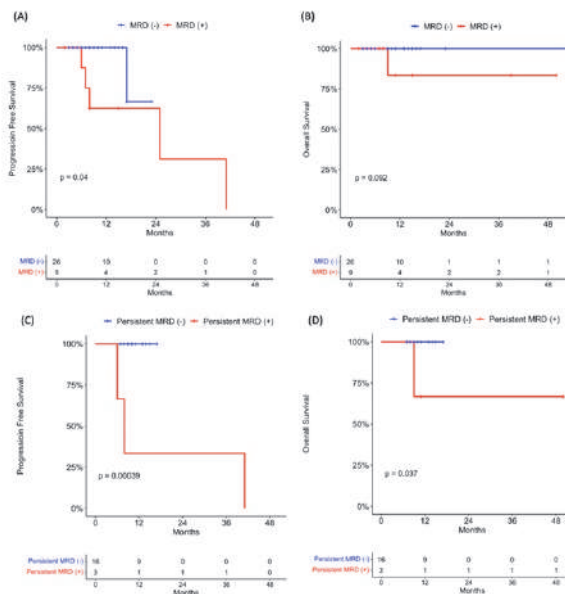 (A)
MRD (-) MRD (+)
Progression Free Survival
100%
75%
50%
25%
0%
p = 0.04
0 12 24 36 48
Months
MRD (-) 26 10 0 0 0
MRD (+) 9 4 2 1 0
0 12 24 36 48
Months
(B)
MRD (-) MRD (+)
Overall Survival
100%
75%
50%
25%
0%
p = 0.092
0 12 24 36 48
Months
MRD (-) 26 10 1 1 1
MRD (+) 9 4 2 2 1
0 12 24 36 48
Months
(C)
Persistent MRD (-) Persistent MRD (+)
Progression Free Survival
100%
75%
50%
25%
0%
p = 0.00039
0 12 24 36 48
Months
Persistent MRD (-) 16 9 0 0 0
Persistent MRD (+) 3 1 1 1 0
0 12 24 36 48
Months
(D)
Persistent MRD (-) Persistent MRD (+)
Overall Survival
100%
75%
50%
25%
0%
p = 0.037
0 12 24 36 48
Months
Persistent MRD (-) 16 9 0 0 0
Persistent MRD (+) 3 1 1 1 1
0 12 24 36 48
Months